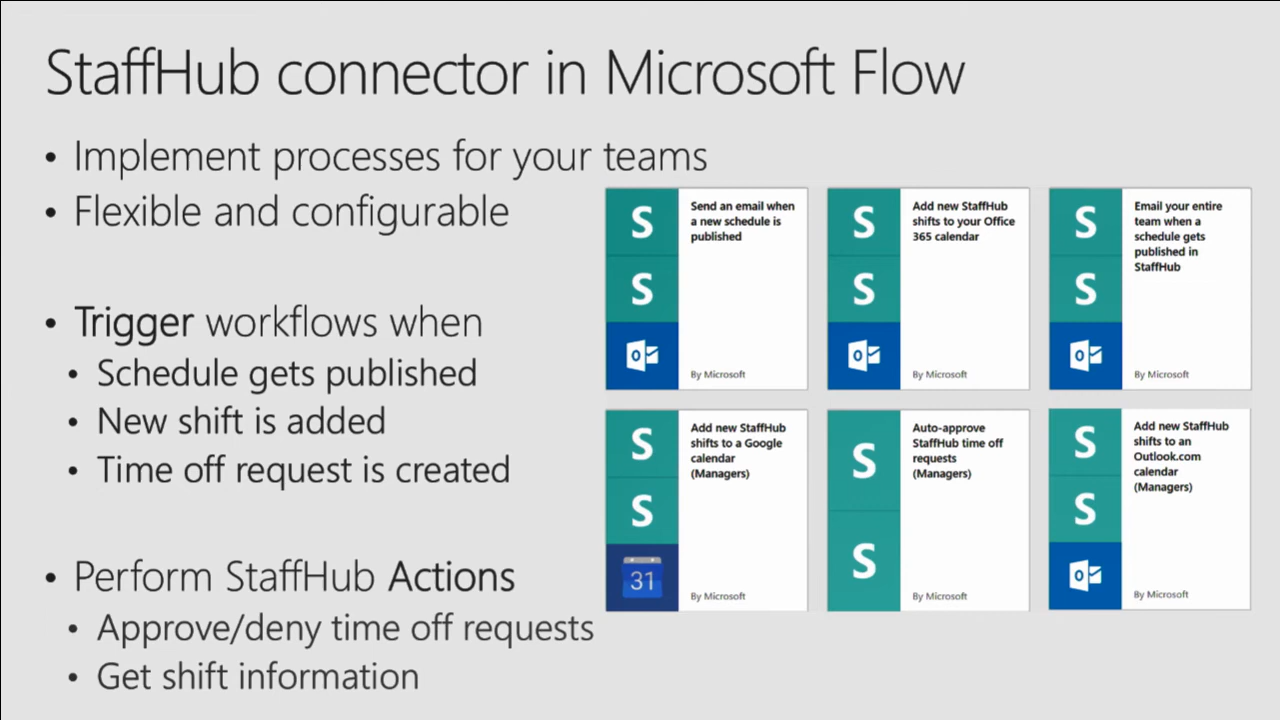 StaffHub connector in Microsoft Flow
• Implement processes for your teams
• Flexible and configurable
• Trigger workflows when
• Schedule gets published
• New shift is added
• Time off request is created
• Perform StaffHub Actions
• Approve/deny time off requests
• Get shift information
S
S
Send an email when
a new schedule is
published
By Microsoft
S
S
Add new StaffHub
shifts to your Office
365 calendar
By Microsoft
S
S
Email your entire
team when a
schedule gets
published in
StaffHub
By Microsoft
S
S
31
Add new StaffHub
shifts to a Google
calendar
(Managers)
By Microsoft
S
S
Auto-approve
StaffHub time off
requests
(Managers)
By Microsoft
S
S
Add new StaffHub
shifts to an
Outlook.com
calendar
(Managers)
By Microsoft